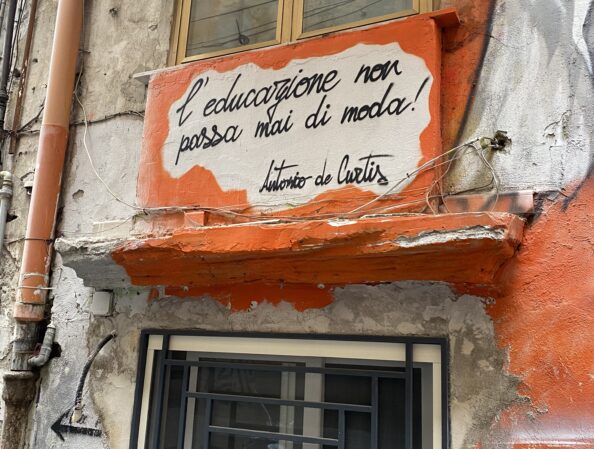 l'educazione non
passa mai di moda!
Antonio de Curtis